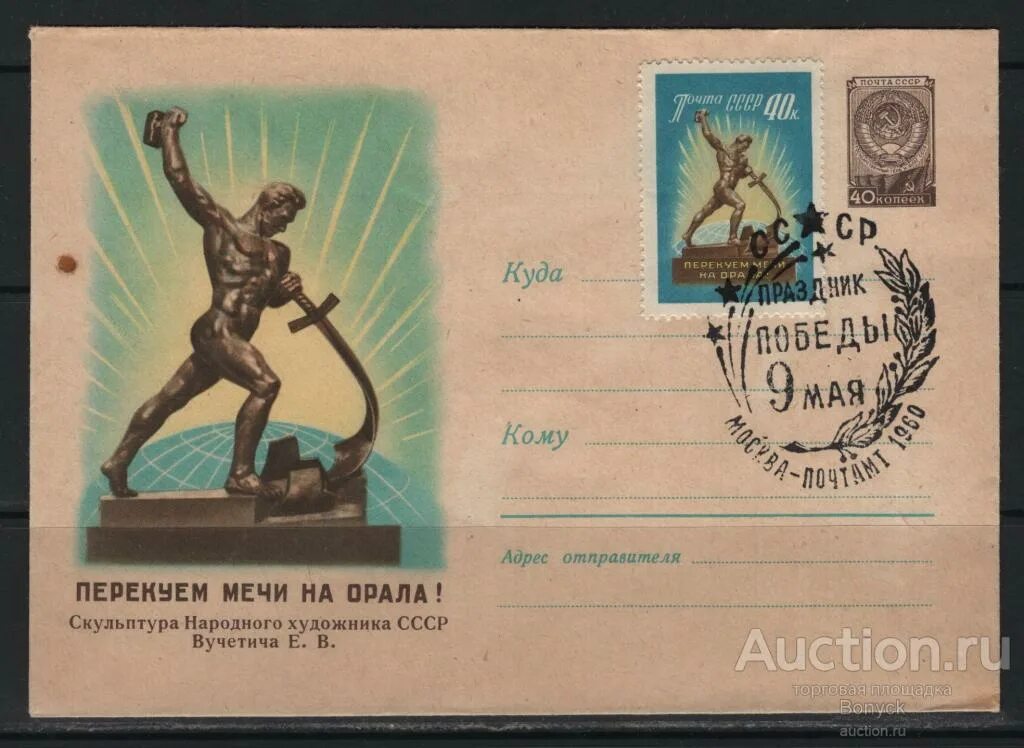 Почта СССР 40к.
ПЕРЕКУЕМ МЕЧИ
НА ОРАЛА!
ПОЧТА СССР
40 КОПЕЕК
СССР
ПРАЗДНИК
ПОБЕДЫ
9 МАЯ
МОСКВА-ПОЧТАМТ 1960
Куда
Кому
Адрес отправителя
ПЕРЕКУЕМ МЕЧИ НА ОРАЛА!
Скульптура Народного художника СССР
Вучетича Е. В.
Auction.ru
торговая площадка
Bonyck
auction.ru